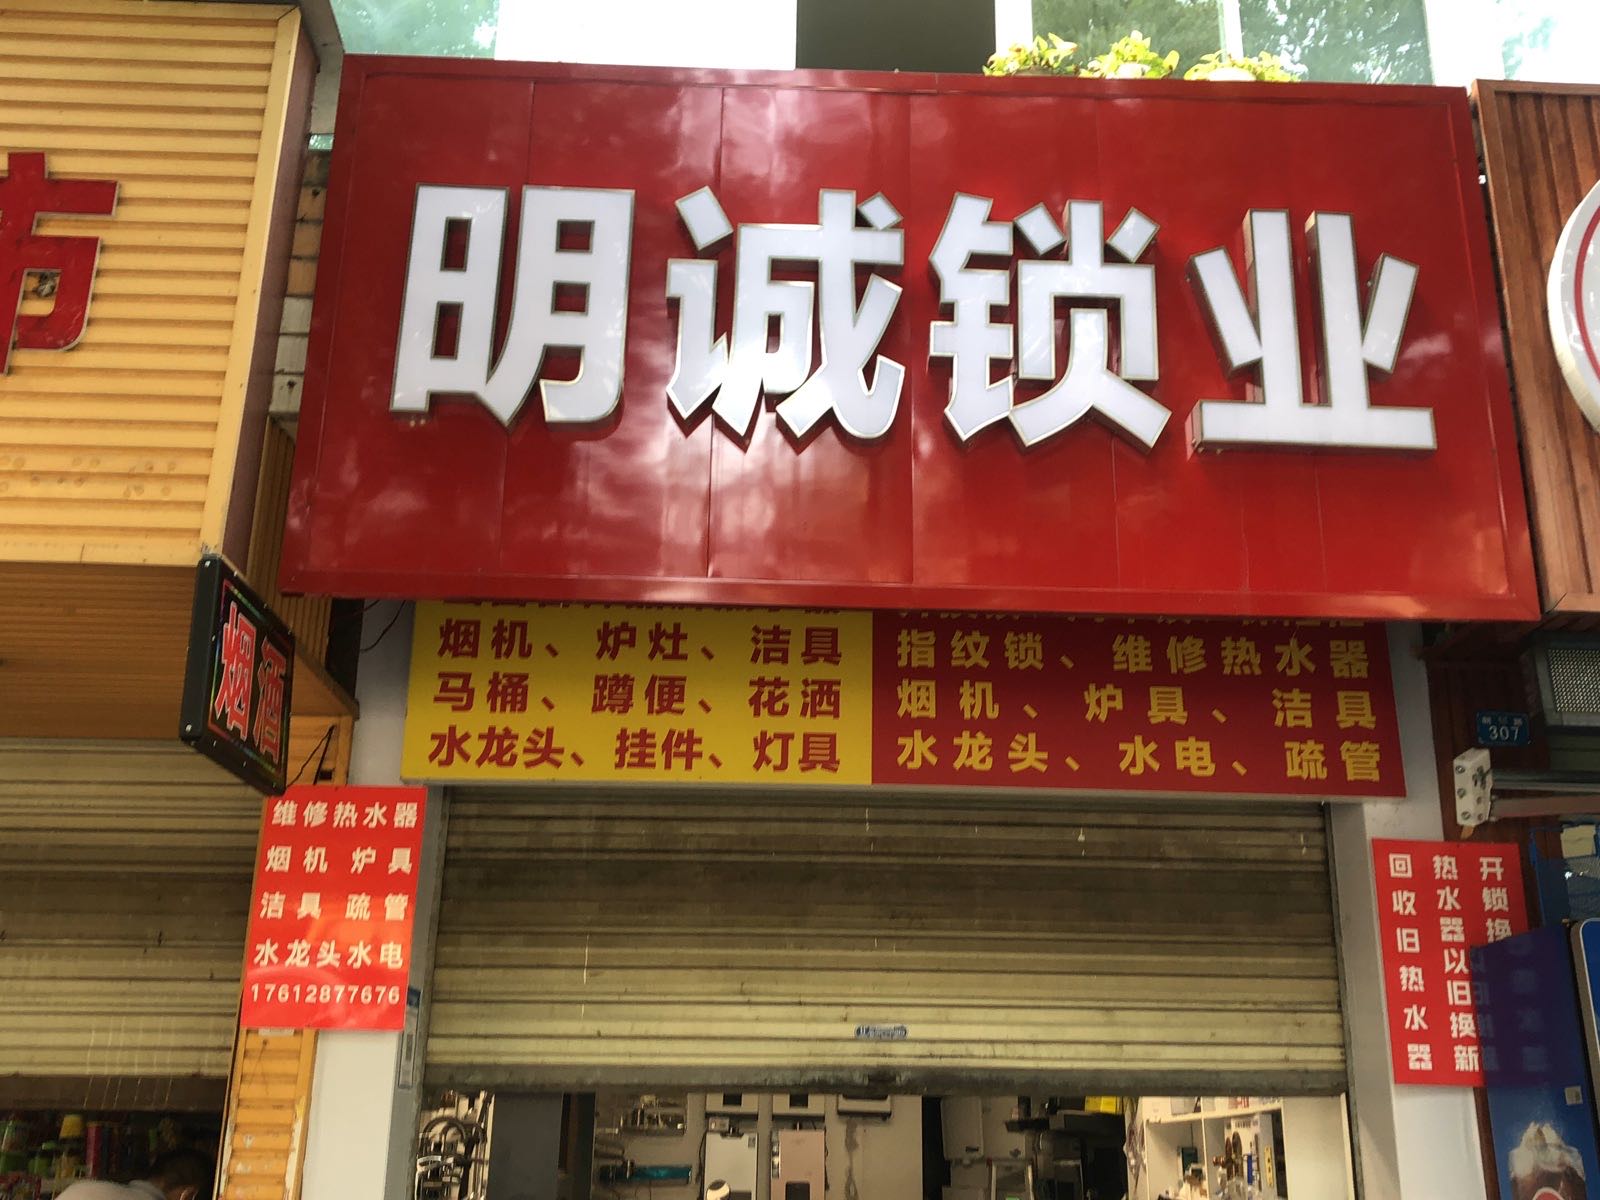 市
明诚锁业
烟酒
烟机、炉灶、洁具
马桶、蹲便、花洒
水龙头、挂件、灯具
指纹锁、维修热水器
烟机、炉具、洁具
水龙头、水电、疏管
307
维修热水器
烟机 炉具
洁具 疏管
水龙头水电
17612877676
开锁换
热水器以旧换新
回收旧热水器